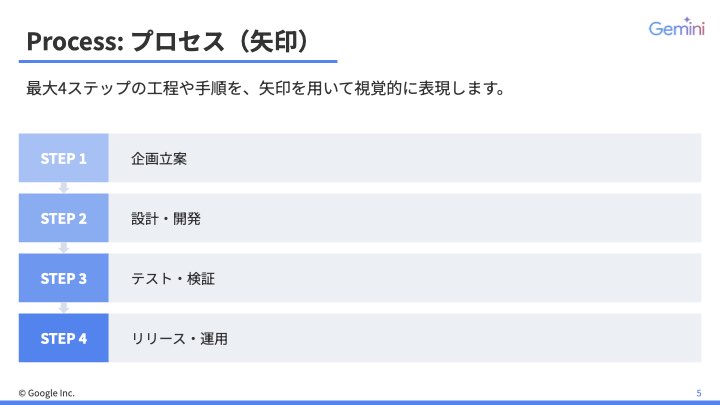 Process: プロセス（矢印）
Gemini
最大4ステップの工程や手順を、矢印を用いて視覚的に表現します。
STEP 1 企画立案
STEP 2 設計・開発
STEP 3 テスト・検証
STEP 4 リリース・運用
© Google Inc. 5